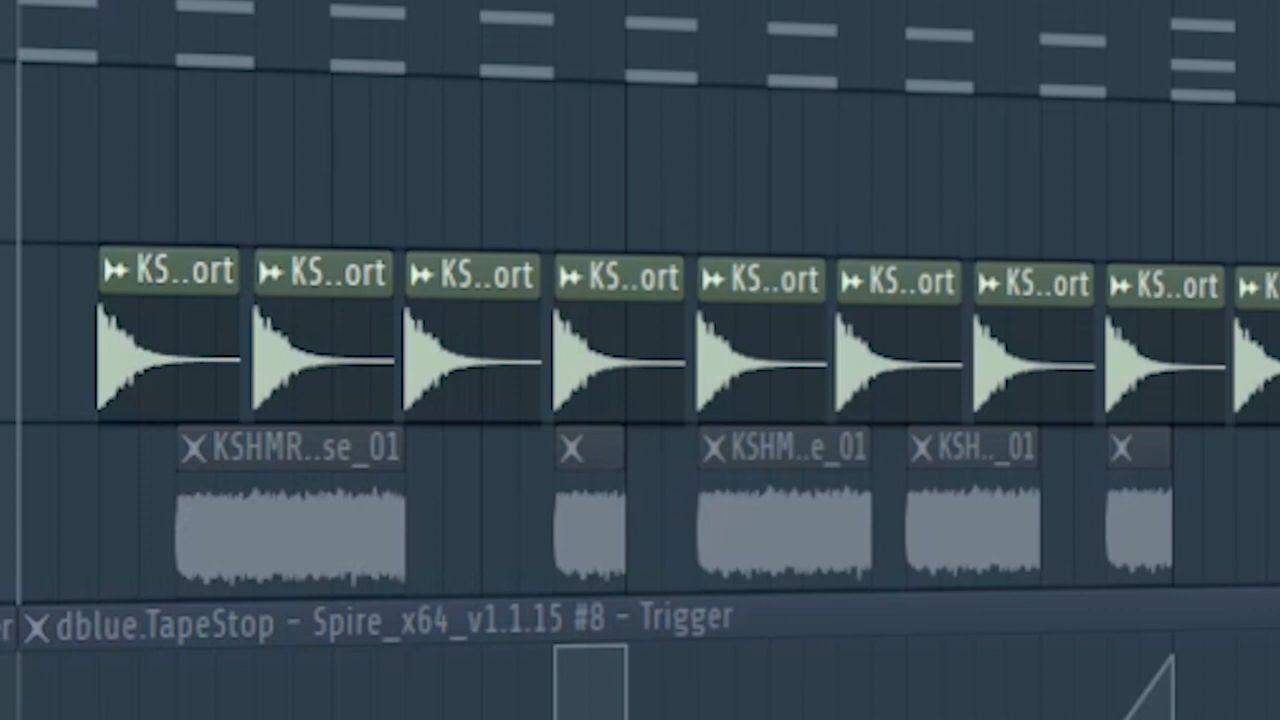 KS..ort KS..ort KS..ort KS..ort KS..ort KS..ort KS..ort KS..ort K
KSHMR..se_01 KSHM..e_01 KSH.._01
er dblue.TapeStop - Spire_x64_v1.1.15 #8 - Trigger